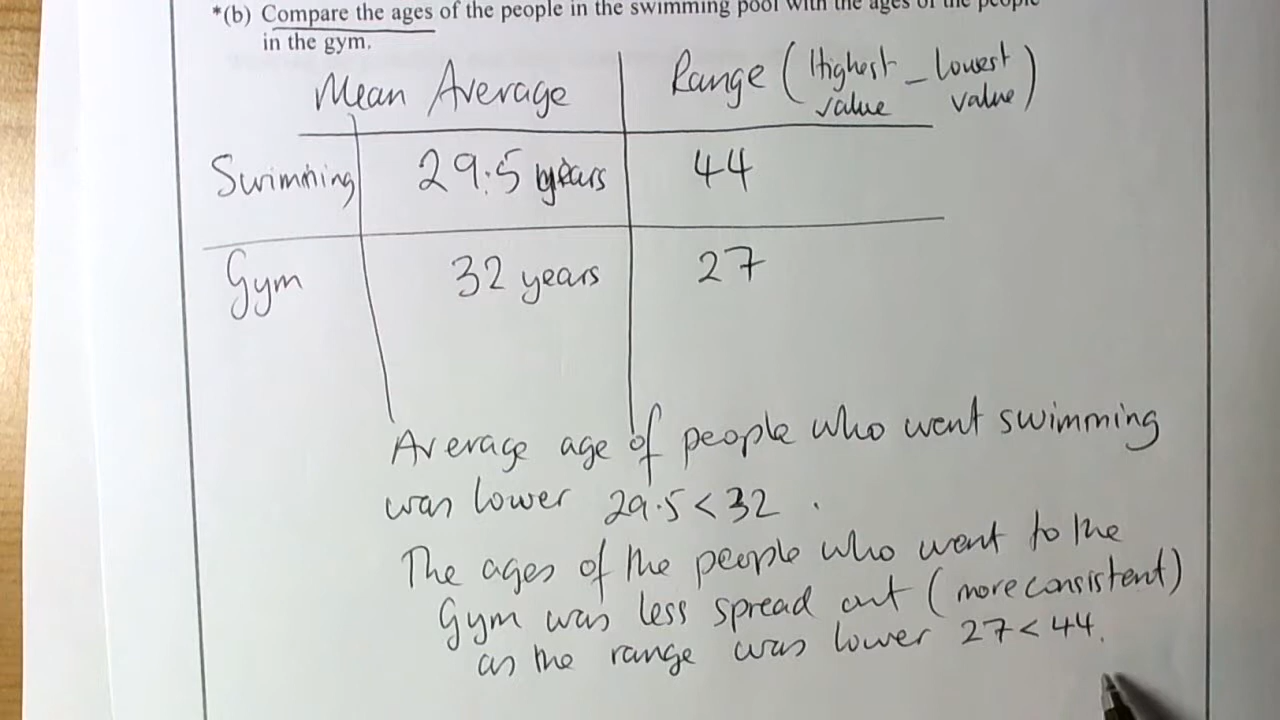 *(b) Compare the ages of the people in the swimming pool with the ages of the people
in the gym.
Mean Average Range (Highest value - lowest value)
Swimming 29.5 years 44
Gym 32 years 27
Average age of people who went swimming
was lower 29.5 < 32 .
The ages of the people who went to the
Gym was less spread out (more consistent)
as the range was lower 27 < 44.